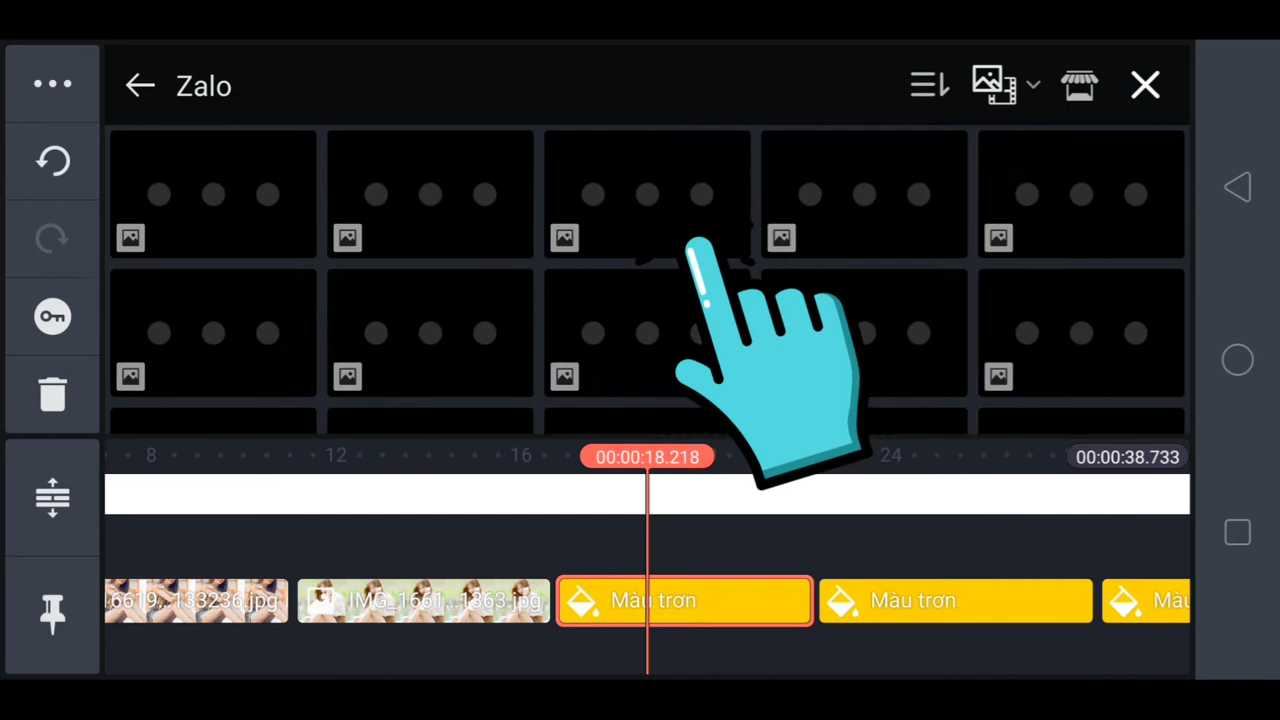 Zalo
8
12
16
00:00:18.218
24
00:00:38.733
6619...133236.jpg
IMG_1661...1363.jpg
Màu trơn
Màu trơn
Màu